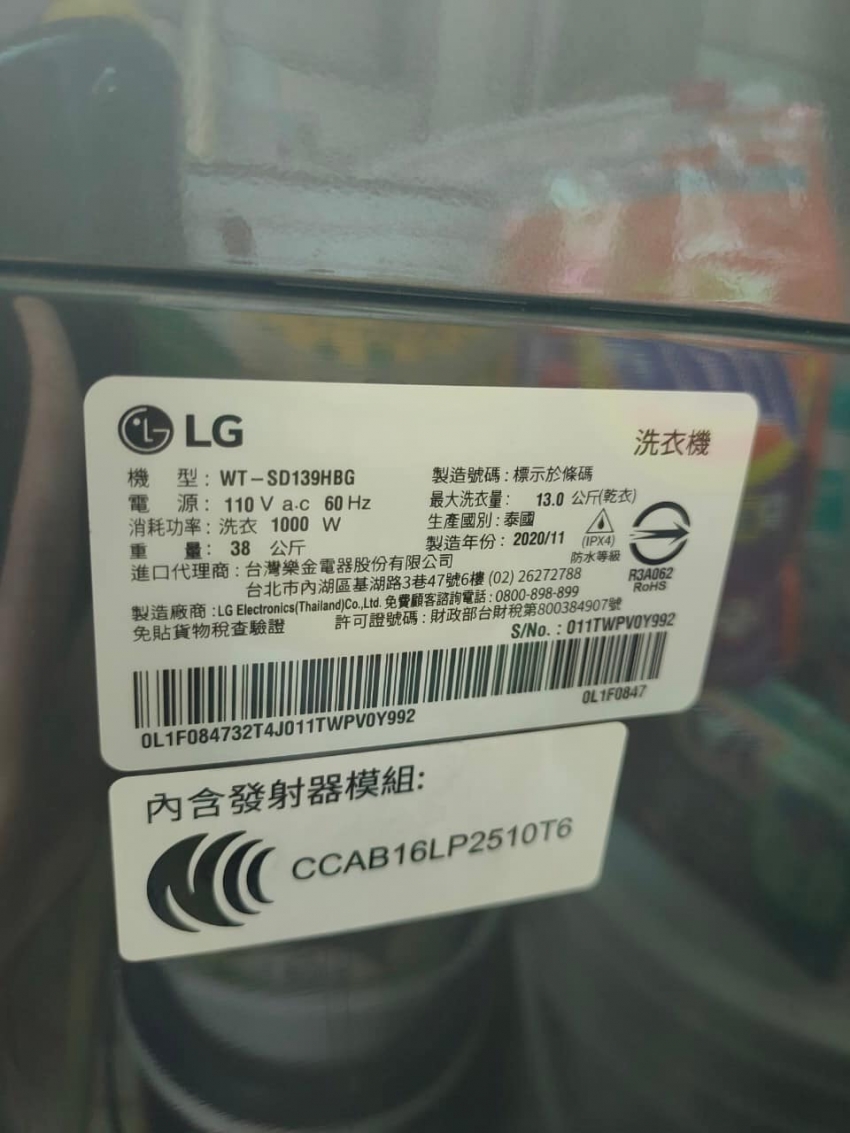 LG
洗衣機
機 型: WT-SD139HBG
製造號碼: 標示於條碼
電 源: 110 V a.c 60 Hz
最大洗衣量: 13.0 公斤(乾衣)
消耗功率: 洗衣 1000 W
生產國別: 泰國
重 量: 38 公斤
製造年份: 2020/11
(IPX4)
防水等級
R3A062
RoHS
進口代理商: 台灣樂金電器股份有限公司
台北市內湖區基湖路3巷47號6樓 (02) 26272788
製造廠商: LG Electronics(Thailand)Co.,Ltd. 免費顧客諮詢電話: 0800-898-899
免貼貨物稅查驗證 許可證號碼: 財政部台財稅第800384907號
S/No. : 011TWPV0Y992
0L1F084732T4J011TWPV0Y992
0L1F0847
內含發射器模組:
CCAB16LP2510T6